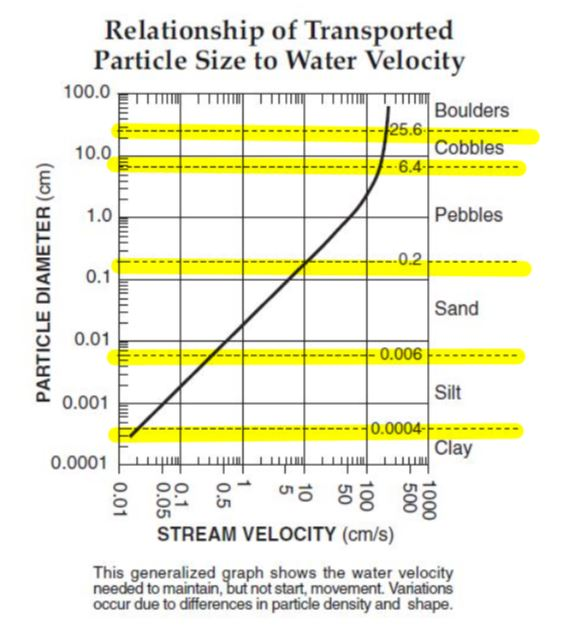 Relationship of Transported
Particle Size to Water Velocity
PARTICLE DIAMETER (cm)
100.0
10.0
1.0
0.1
0.01
0.001
0.0001
25.6
6.4
0.2
0.006
0.0004
Boulders
Cobbles
Pebbles
Sand
Silt
Clay
0.01
0.05
0.1
0.5
1
5
10
50
100
500
1000
STREAM VELOCITY (cm/s)
This generalized graph shows the water velocity
needed to maintain, but not start, movement. Variations
occur due to differences in particle density and shape.